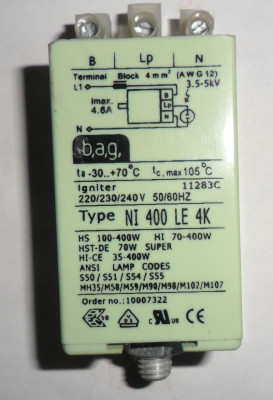 B Lp N
Terminal Block 4 mm² (AWG 12)
L1 3.5-5kV
B
Imax. Lp
4.6A N
N
b,a,g,
ta -30..+70°C tc,max 105°C
Igniter 11283C
220/230/240V 50/60HZ
Type NI 400 LE 4K
HS 100-400W HI 70-400W
HST-DE 70W SUPER
HI-CE 35-400W
ANSI LAMP CODES
S50/S51/S54/S55
MH35/M58/M59/M90/M98/M102/M107
Order no.:10007322